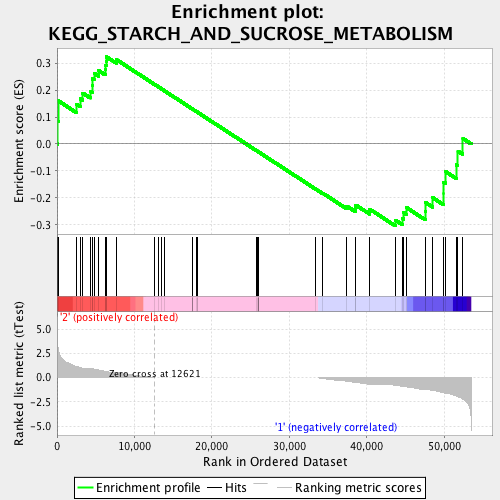 Enrichment plot:
KEGG_STARCH_AND_SUCROSE_METABOLISM
Enrichment score (ES)
0.3
0.2
0.1
0.0
-0.1
-0.2
-0.3
'2' (positively correlated)
Ranked list metric (tTest)
5.0
2.5
0.0
-2.5
-5.0
Zero cross at 12621
'1' (negatively correlated)
0
10,000
20,000
30,000
40,000
50,000
Rank in Ordered Dataset
Enrichment profile
Hits
Ranking metric scores